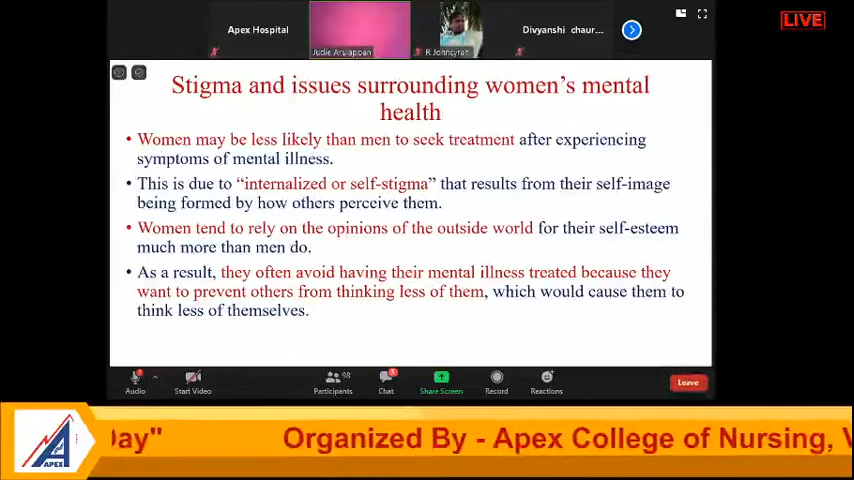 LIVE
Apex Hospital
Judie Arulappan
R Johncyran
Divyanshi chaur...
Stigma and issues surrounding women's mental
health
• Women may be less likely than men to seek treatment after experiencing
symptoms of mental illness.
• This is due to “internalized or self-stigma” that results from their self-image
being formed by how others perceive them.
• Women tend to rely on the opinions of the outside world for their self-esteem
much more than men do.
• As a result, they often avoid having their mental illness treated because they
want to prevent others from thinking less of them, which would cause them to
think less of themselves.
98
Audio
Start Video
Participants
Chat
Share Screen
Record
Reactions
Leave
Day" Organized By - Apex College of Nursing, V
APEX